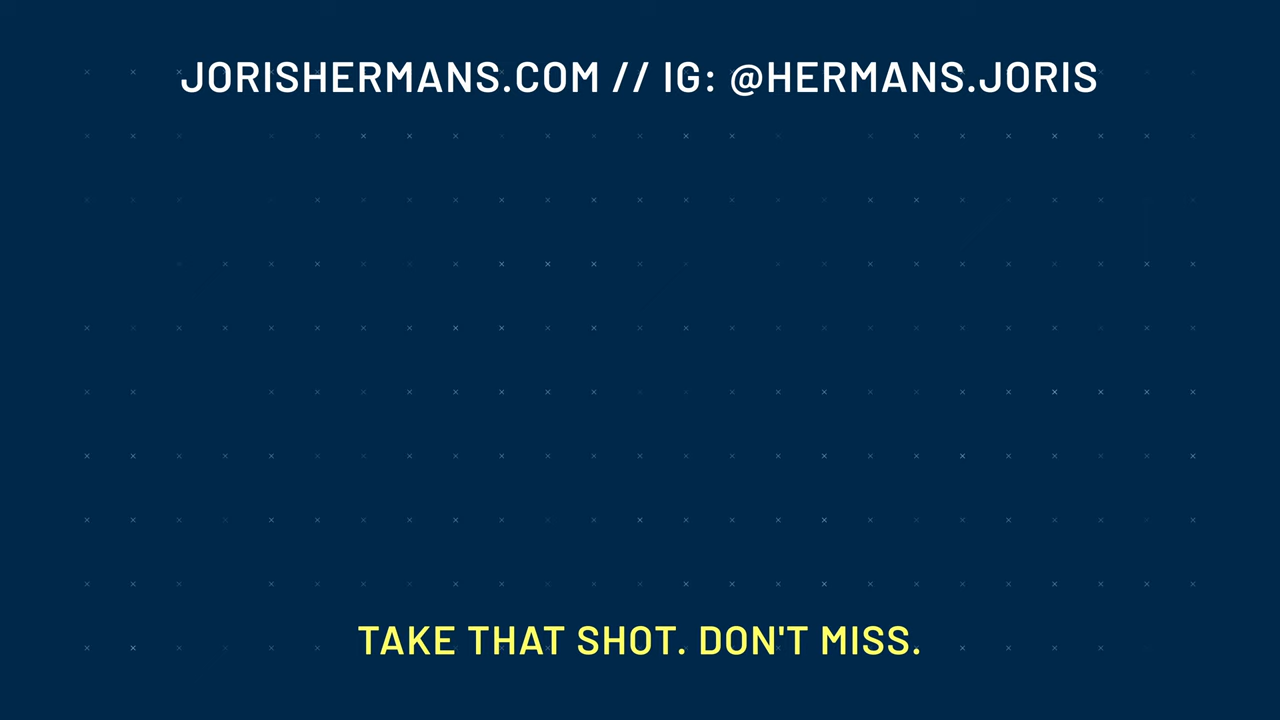 JORISHERMANS.COM // IG: @HERMANS.JORIS
TAKE THAT SHOT. DON'T MISS.